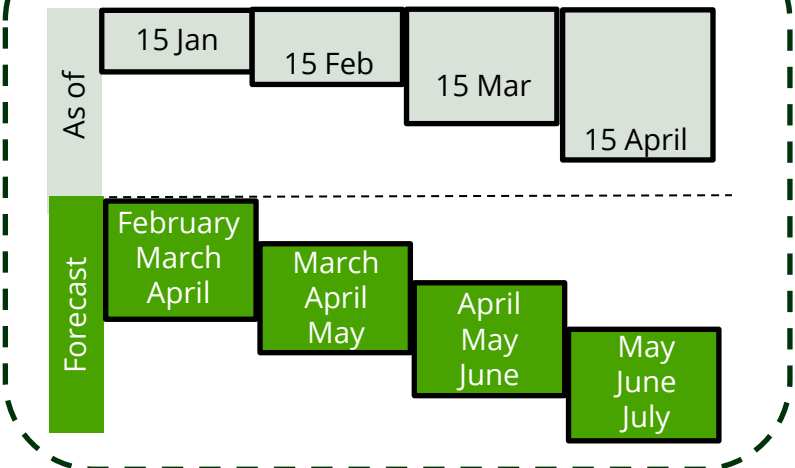 As of
15 Jan
15 Feb
15 Mar
15 April
Forecast
February
March
April
March
April
May
April
May
June
May
June
July